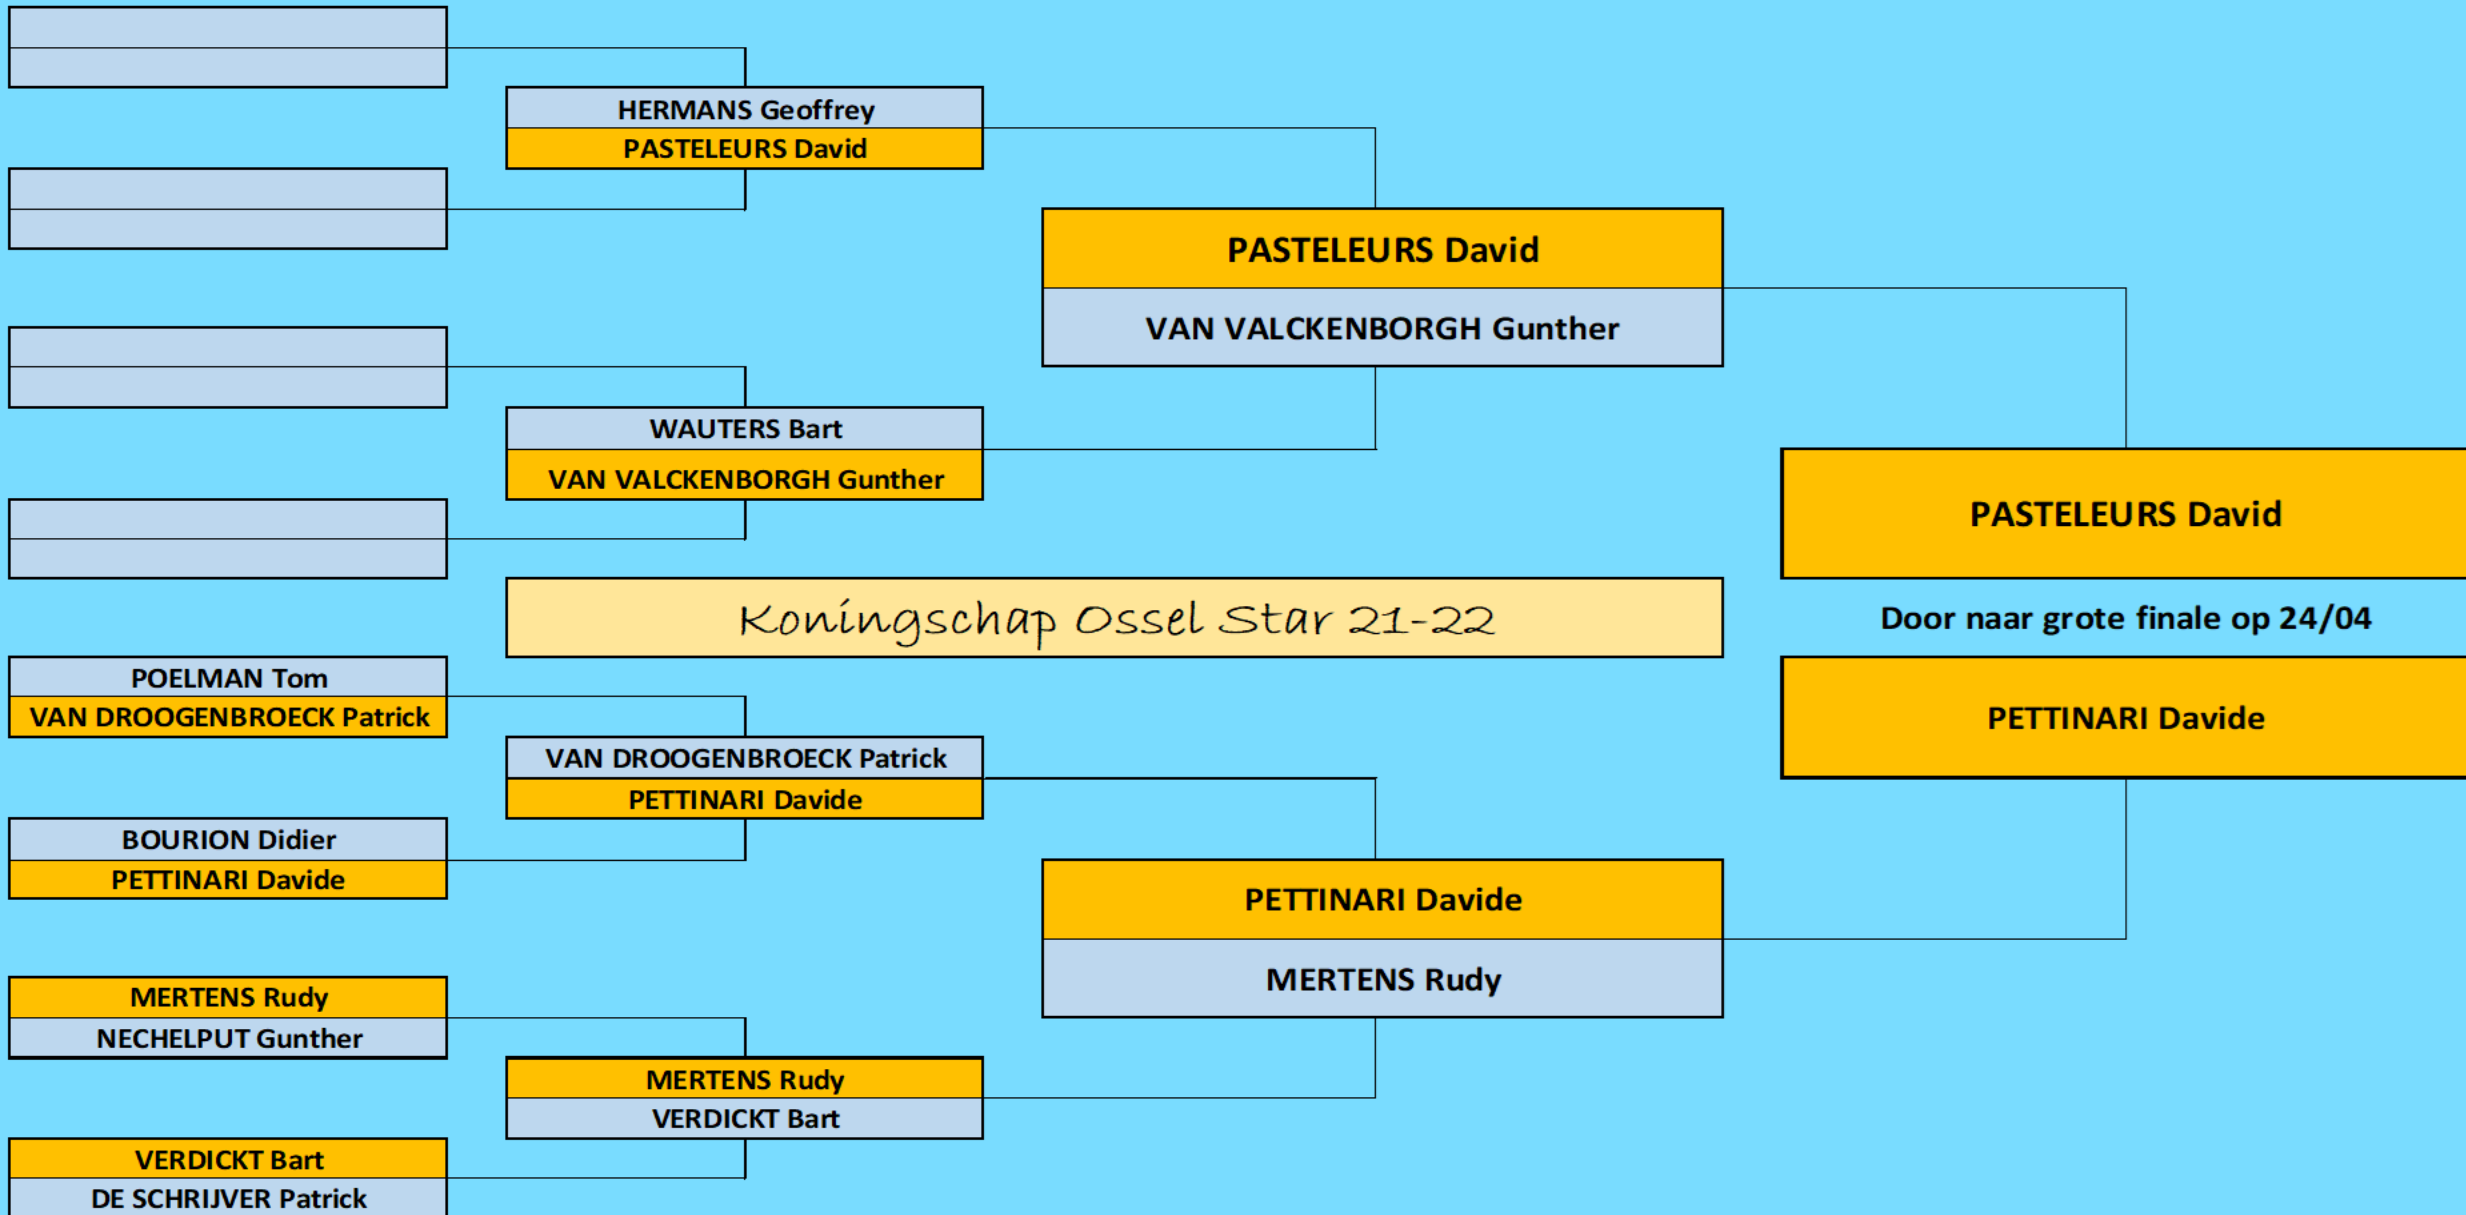 HERMANS Geoffrey
PASTELEURS David
PASTELEURS David
VAN VALCKENBORGH Gunther
WAUTERS Bart
VAN VALCKENBORGH Gunther
PASTELEURS David
Koningschap Ossel Star 21-22
Door naar grote finale op 24/04
POELMAN Tom
VAN DROOGENBROECK Patrick
PETTINARI Davide
VAN DROOGENBROECK Patrick
PETTINARI Davide
BOURION Didier
PETTINARI Davide
PETTINARI Davide
MERTENS Rudy
MERTENS Rudy
NECHELPUT Gunther
MERTENS Rudy
VERDICKT Bart
VERDICKT Bart
DE SCHRIJVER Patrick